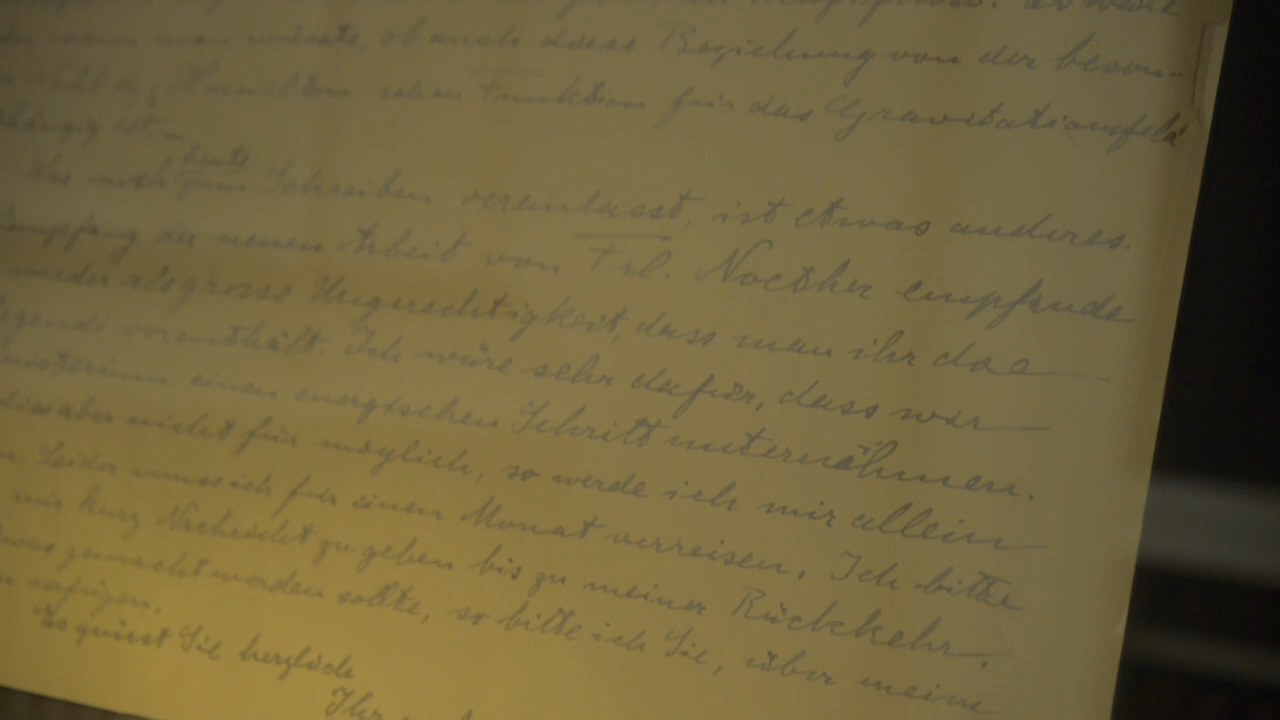 man wüsste, ob auch diese Beziehung von der beson-
Wahl der Hamilton'schen Funktion für das Gravitationsfeld
ist.—
heute
Was mich zum Schreiben veranlasst, ist etwas anderes.
Empfang der neuen Arbeit von Frl. Noether empfinde
wieder als grosse Ungerechtigkeit, dass man ihr die
vorenthält. Ich wäre sehr dafür, dass wir
einen energischen Schritt unternähmen.
aber nicht für möglich, so werde ich mir allein
Leider muss ich für einen Monat verreisen. Ich bitte
mir kurz Nachricht zu geben bis zu meiner Rückkehr.
gemacht werden sollte, so bitte ich Sie, über meine
verfügen.
Es grüsst Sie herzlich
Ihr